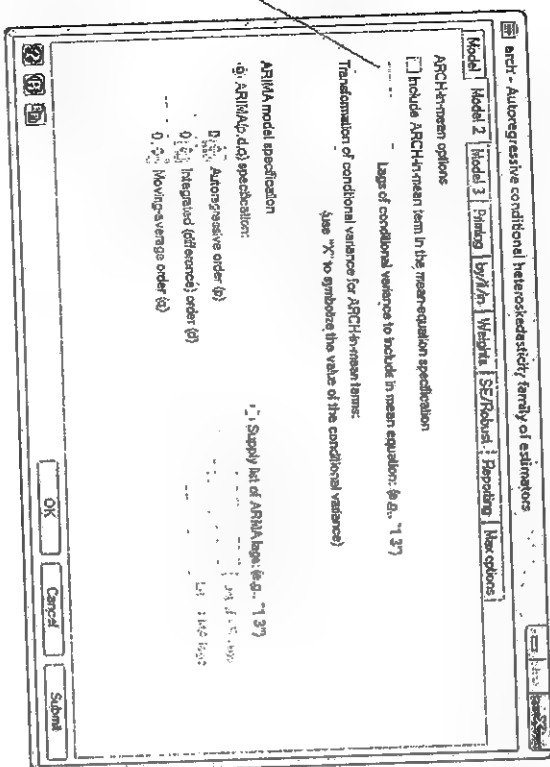 arch - Autoregressive conditional heteroskedasticity family of estimators
Model Model 2 Model 3 Priming by/if/in Weights SE/Robust Reporting Max options
ARCH-in-mean options
Include ARCH-in-mean term in the mean-equation specification
Lags of conditional variance to include in mean equation: (e.g., "1 3")
Transformation of conditional variance for ARCH-in-mean terms:
(use "X" to symbolize the value of the conditional variance)
ARIMA model specification
ARIMA(p,d,q) specification:
Supply list of ARMA lags: (e.g., "1 3")
0 Autoregressive order (p)
0 Integrated (difference) order (d)
0 Moving-average order (q)
OK Cancel Submit